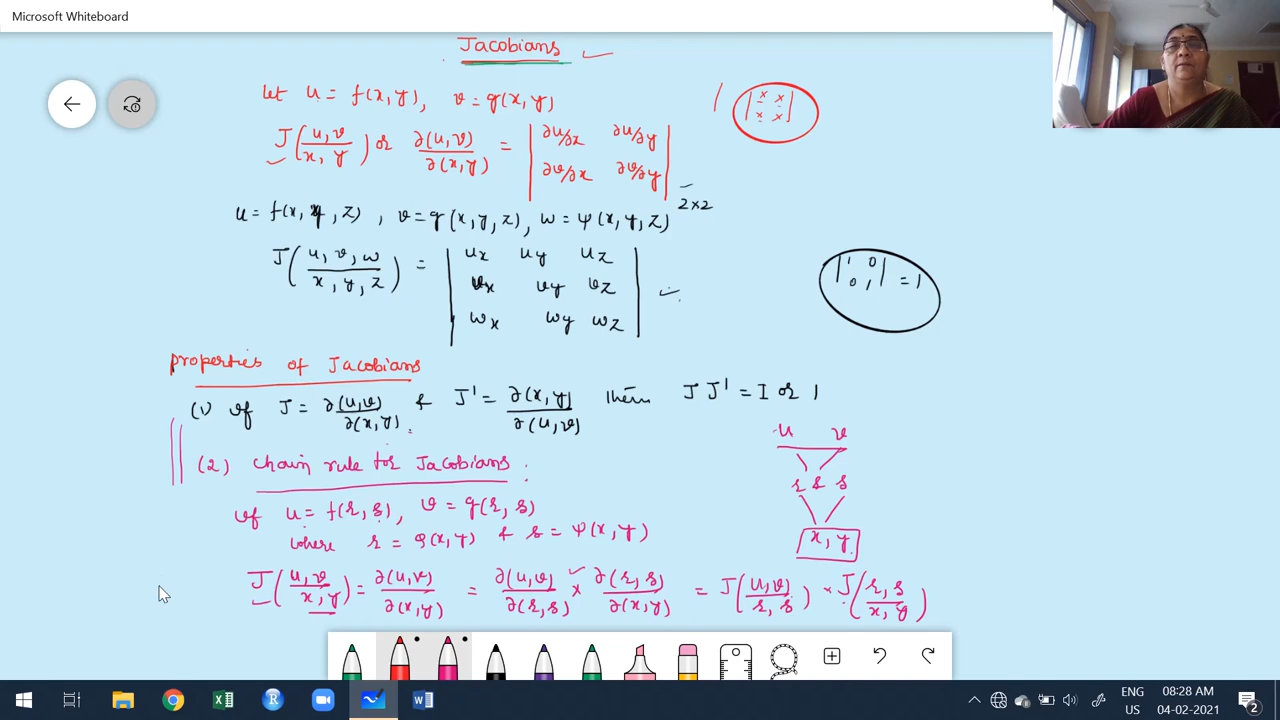 Microsoft Whiteboard
Jacobians
let u = f(x,y), v = g(x,y)
| x x x x |
J(u,v/x,y) or ∂(u,v)/∂(x,y) = | ∂u/∂x ∂u/∂y ∂v/∂x ∂v/∂y |
2×2
u = f(x,y,z), v = g(x,y,z), w = ψ(x,y,z)
J(u,v,w/x,y,z) = | ux uy uz vx vy vz wx wy wz |
| 1 0 0 1 | = 1
properties of Jacobians
(1) If J = ∂(u,v)/∂(x,y) & J' = ∂(x,y)/∂(u,v) then J J' = I or 1
(2) chain rule for Jacobians.
u v
r & s
x, y
If u = f(r,s), v = g(r,s)
where r = φ(x,y) & s = ψ(x,y)
J(u,v/x,y) = ∂(u,v)/∂(x,y) = ∂(u,v)/∂(r,s) × ∂(r,s)/∂(x,y) = J(u,v/r,s) × J(r,s/x,y)
ENG
US
08:28 AM
04-02-2021
2